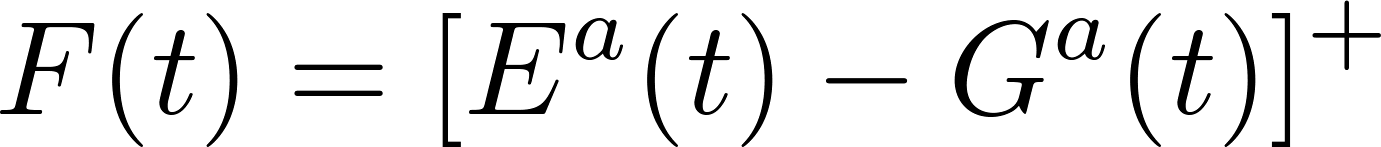 F(t) = [E^a(t) − G^a(t)]^+